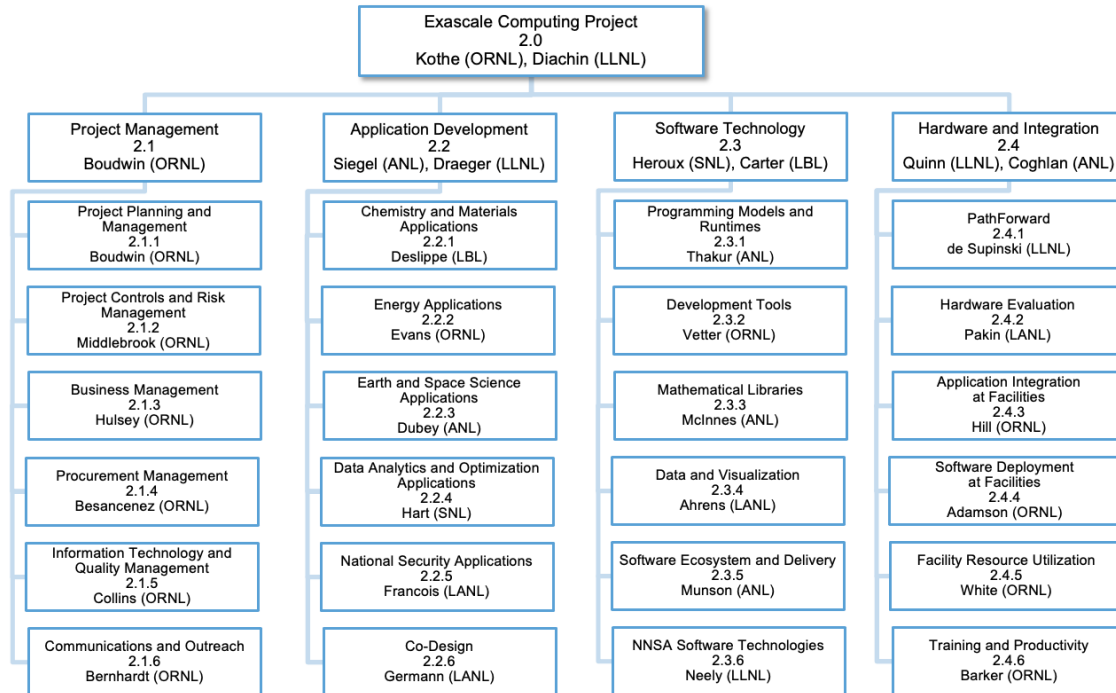 Exascale Computing Project
2.0
Kothe (ORNL), Diachin (LLNL)
Project Management
2.1
Boudwin (ORNL)
Project Planning and
Management
2.1.1
Boudwin (ORNL)
Project Controls and Risk
Management
2.1.2
Middlebrook (ORNL)
Business Management
2.1.3
Hulsey (ORNL)
Procurement Management
2.1.4
Besancenez (ORNL)
Information Technology and
Quality Management
2.1.5
Collins (ORNL)
Communications and Outreach
2.1.6
Bernhardt (ORNL)
Application Development
2.2
Siegel (ANL), Draeger (LLNL)
Chemistry and Materials
Applications
2.2.1
Deslippe (LBL)
Energy Applications
2.2.2
Evans (ORNL)
Earth and Space Science
Applications
2.2.3
Dubey (ANL)
Data Analytics and Optimization
Applications
2.2.4
Hart (SNL)
National Security Applications
2.2.5
Francois (LANL)
Co-Design
2.2.6
Germann (LANL)
Software Technology
2.3
Heroux (SNL), Carter (LBL)
Programming Models and
Runtimes
2.3.1
Thakur (ANL)
Development Tools
2.3.2
Vetter (ORNL)
Mathematical Libraries
2.3.3
McInnes (ANL)
Data and Visualization
2.3.4
Ahrens (LANL)
Software Ecosystem and Delivery
2.3.5
Munson (ANL)
NNSA Software Technologies
2.3.6
Neely (LLNL)
Hardware and Integration
2.4
Quinn (LLNL), Coghlan (ANL)
PathForward
2.4.1
de Supinski (LLNL)
Hardware Evaluation
2.4.2
Pakin (LANL)
Application Integration
at Facilities
2.4.3
Hill (ORNL)
Software Deployment
at Facilities
2.4.4
Adamson (ORNL)
Facility Resource Utilization
2.4.5
White (ORNL)
Training and Productivity
2.4.6
Barker (ORNL)